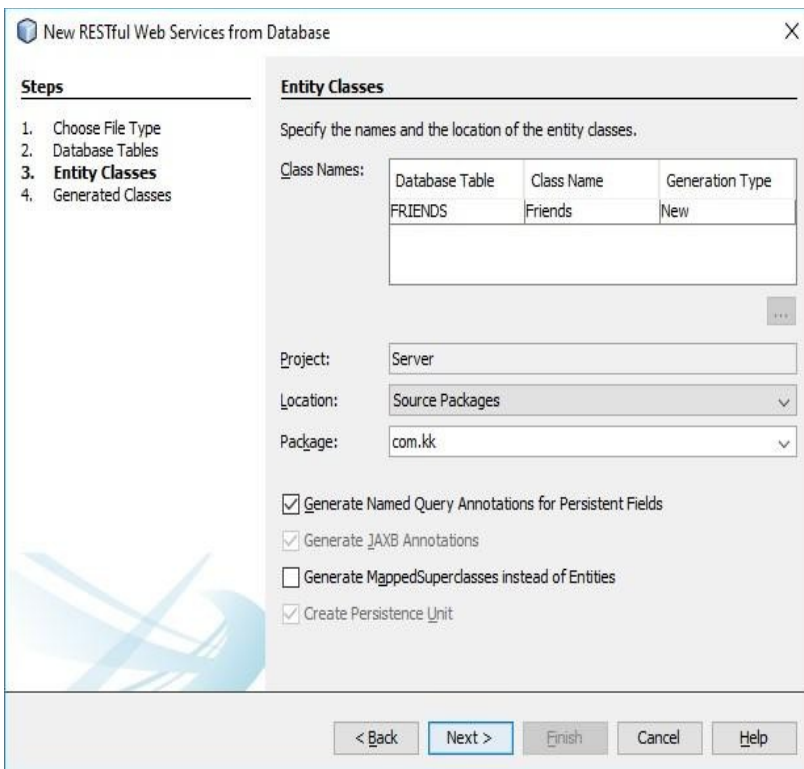 New RESTful Web Services from Database
X
Steps
1. Choose File Type
2. Database Tables
3. Entity Classes
4. Generated Classes
Entity Classes
Specify the names and the location of the entity classes.
Class Names:
Database Table Class Name Generation Type
FRIENDS Friends New
...
Project: Server
Location: Source Packages
Package: com.kk
Generate Named Query Annotations for Persistent Fields
Generate JAXB Annotations
Generate MappedSuperclasses instead of Entities
Create Persistence Unit
< Back Next > Finish Cancel Help